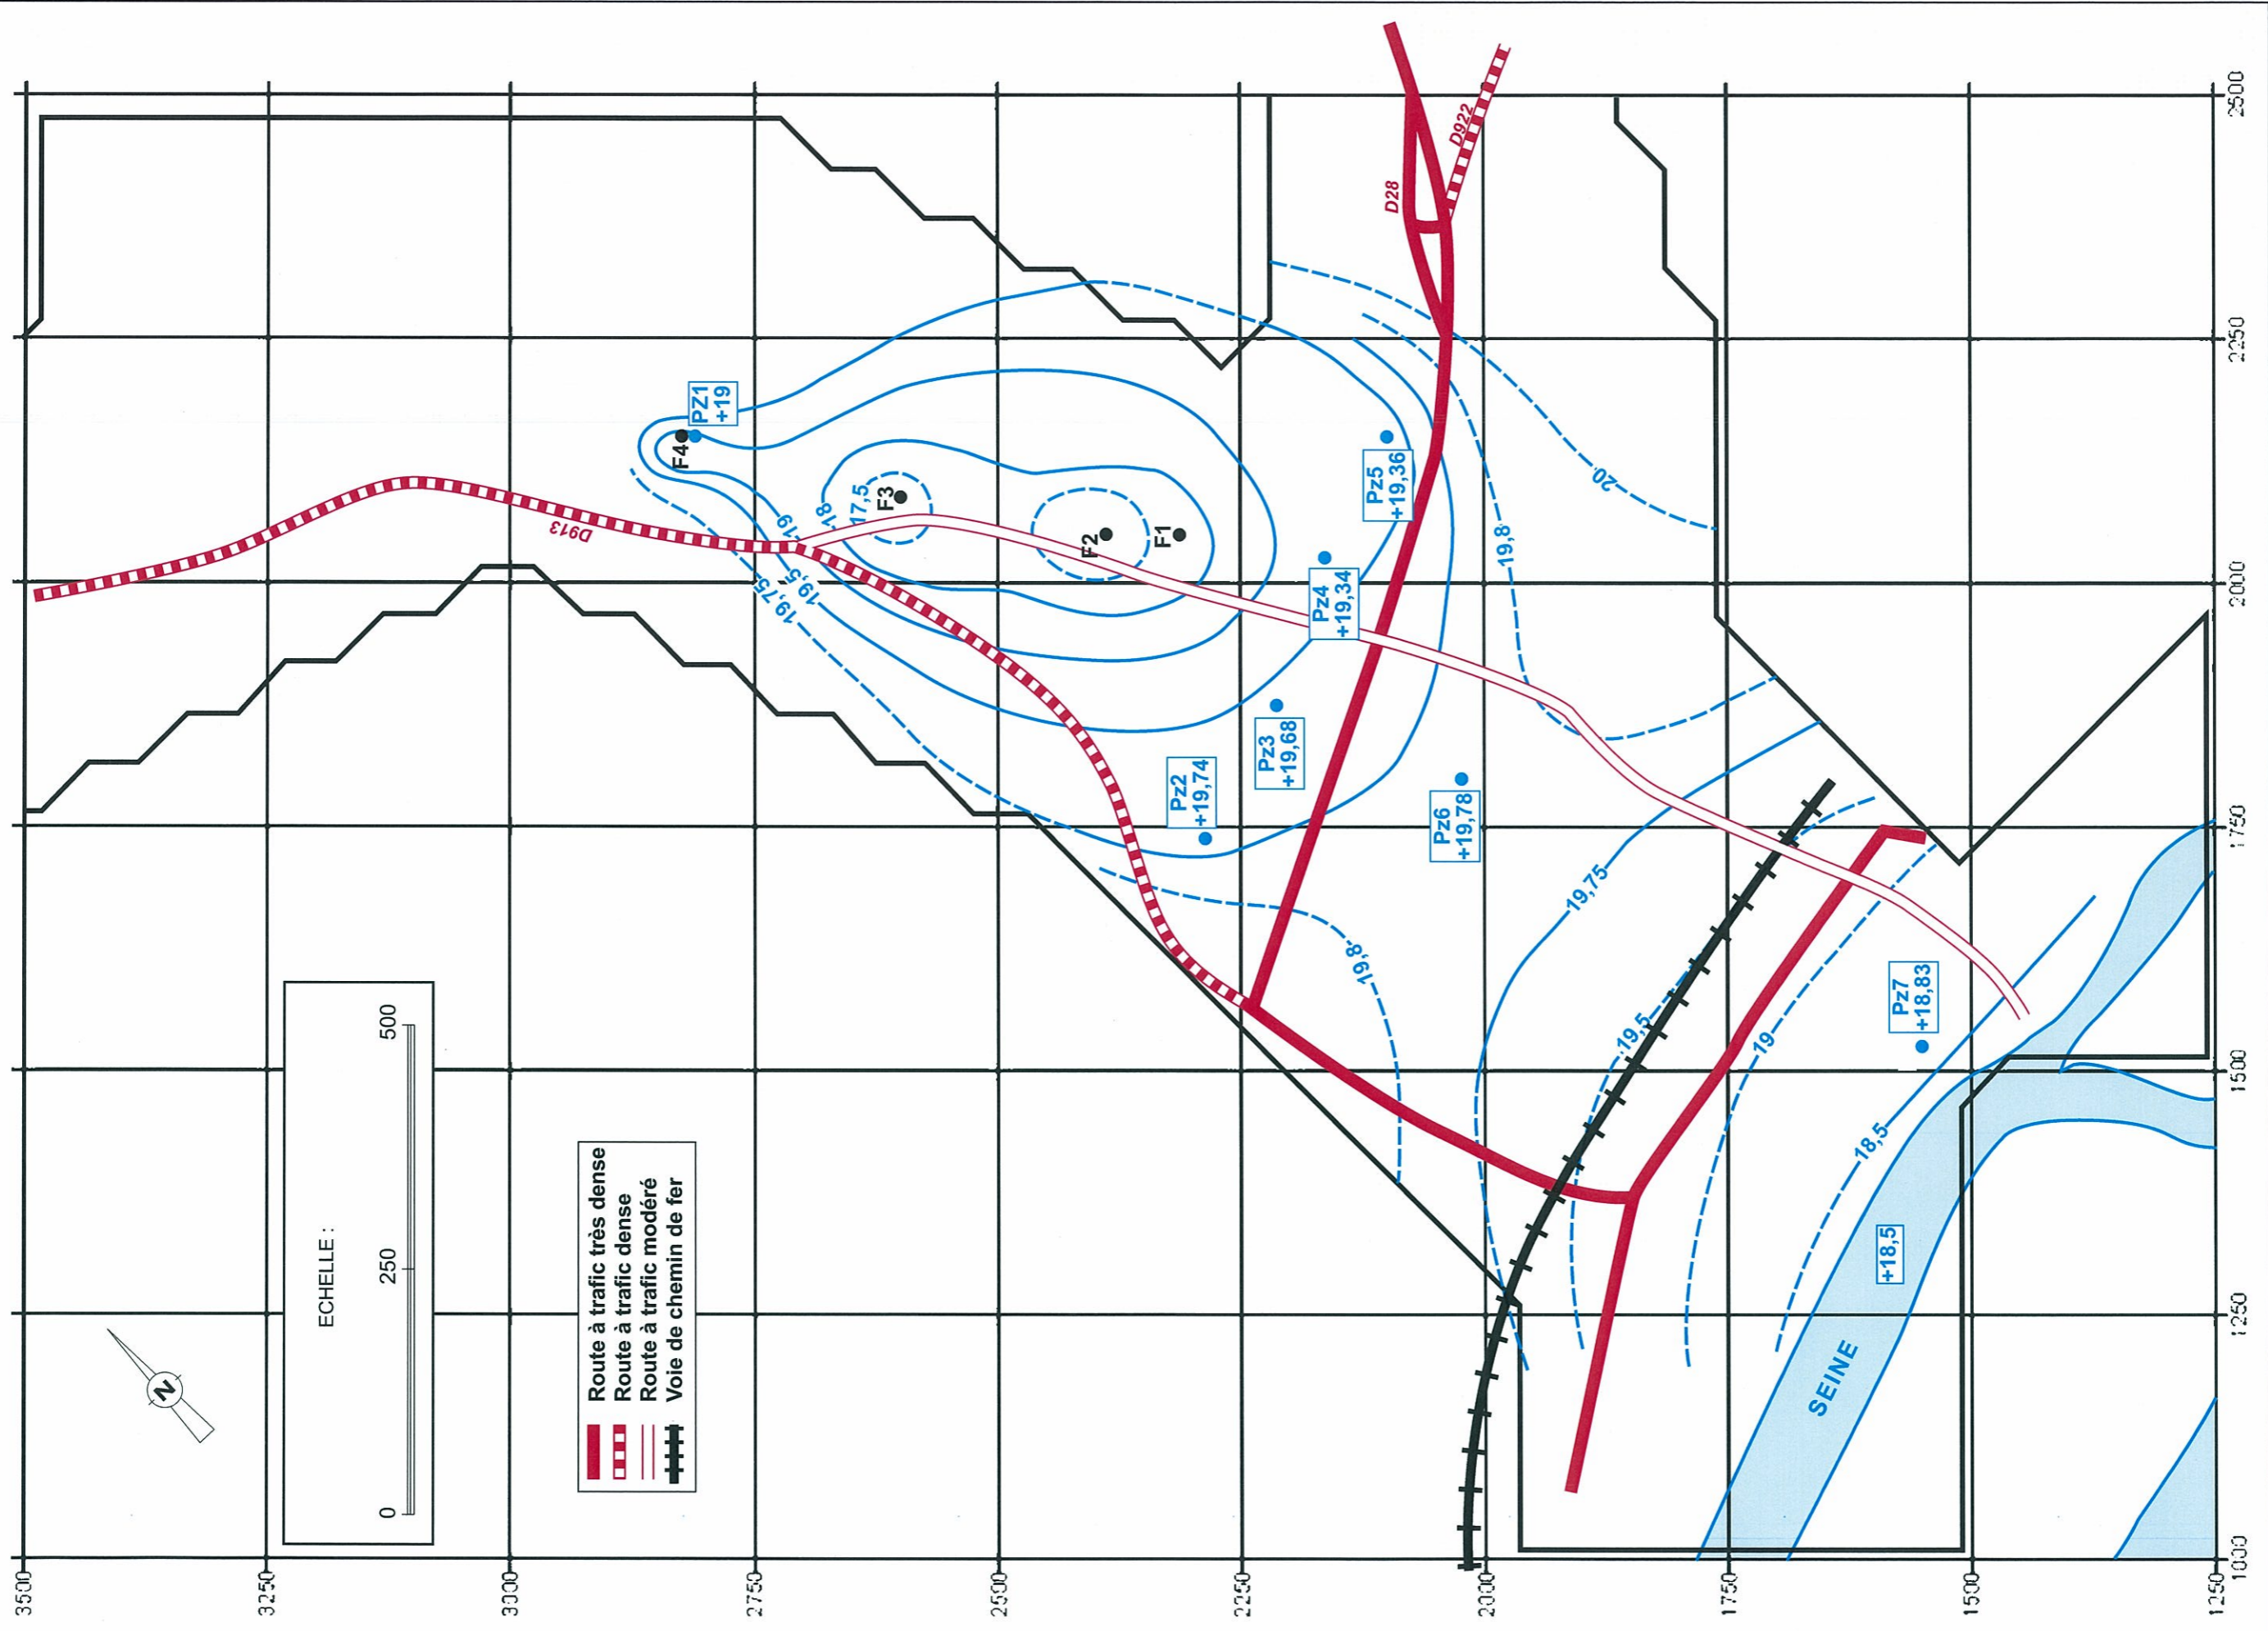 3500
3250
3000
2750
2500
2250
2000
1750
1500
1250
1000
1250
1500
1750
2000
2250
2500
ECHELLE :
0
250
500
N
Route à trafic très dense
Route à trafic dense
Route à trafic modéré
Voie de chemin de fer
D913
D28
D922
F4
PZ1
+19
F3
F2
F1
17,5
18
19
19,5
19,75
Pz5
+19,36
Pz4
+19,34
Pz3
+19,68
Pz2
+19,74
Pz6
+19,78
Pz7
+18,83
20
19,8
19,8
19,75
19,5
19
18,5
+18,5
SEINE